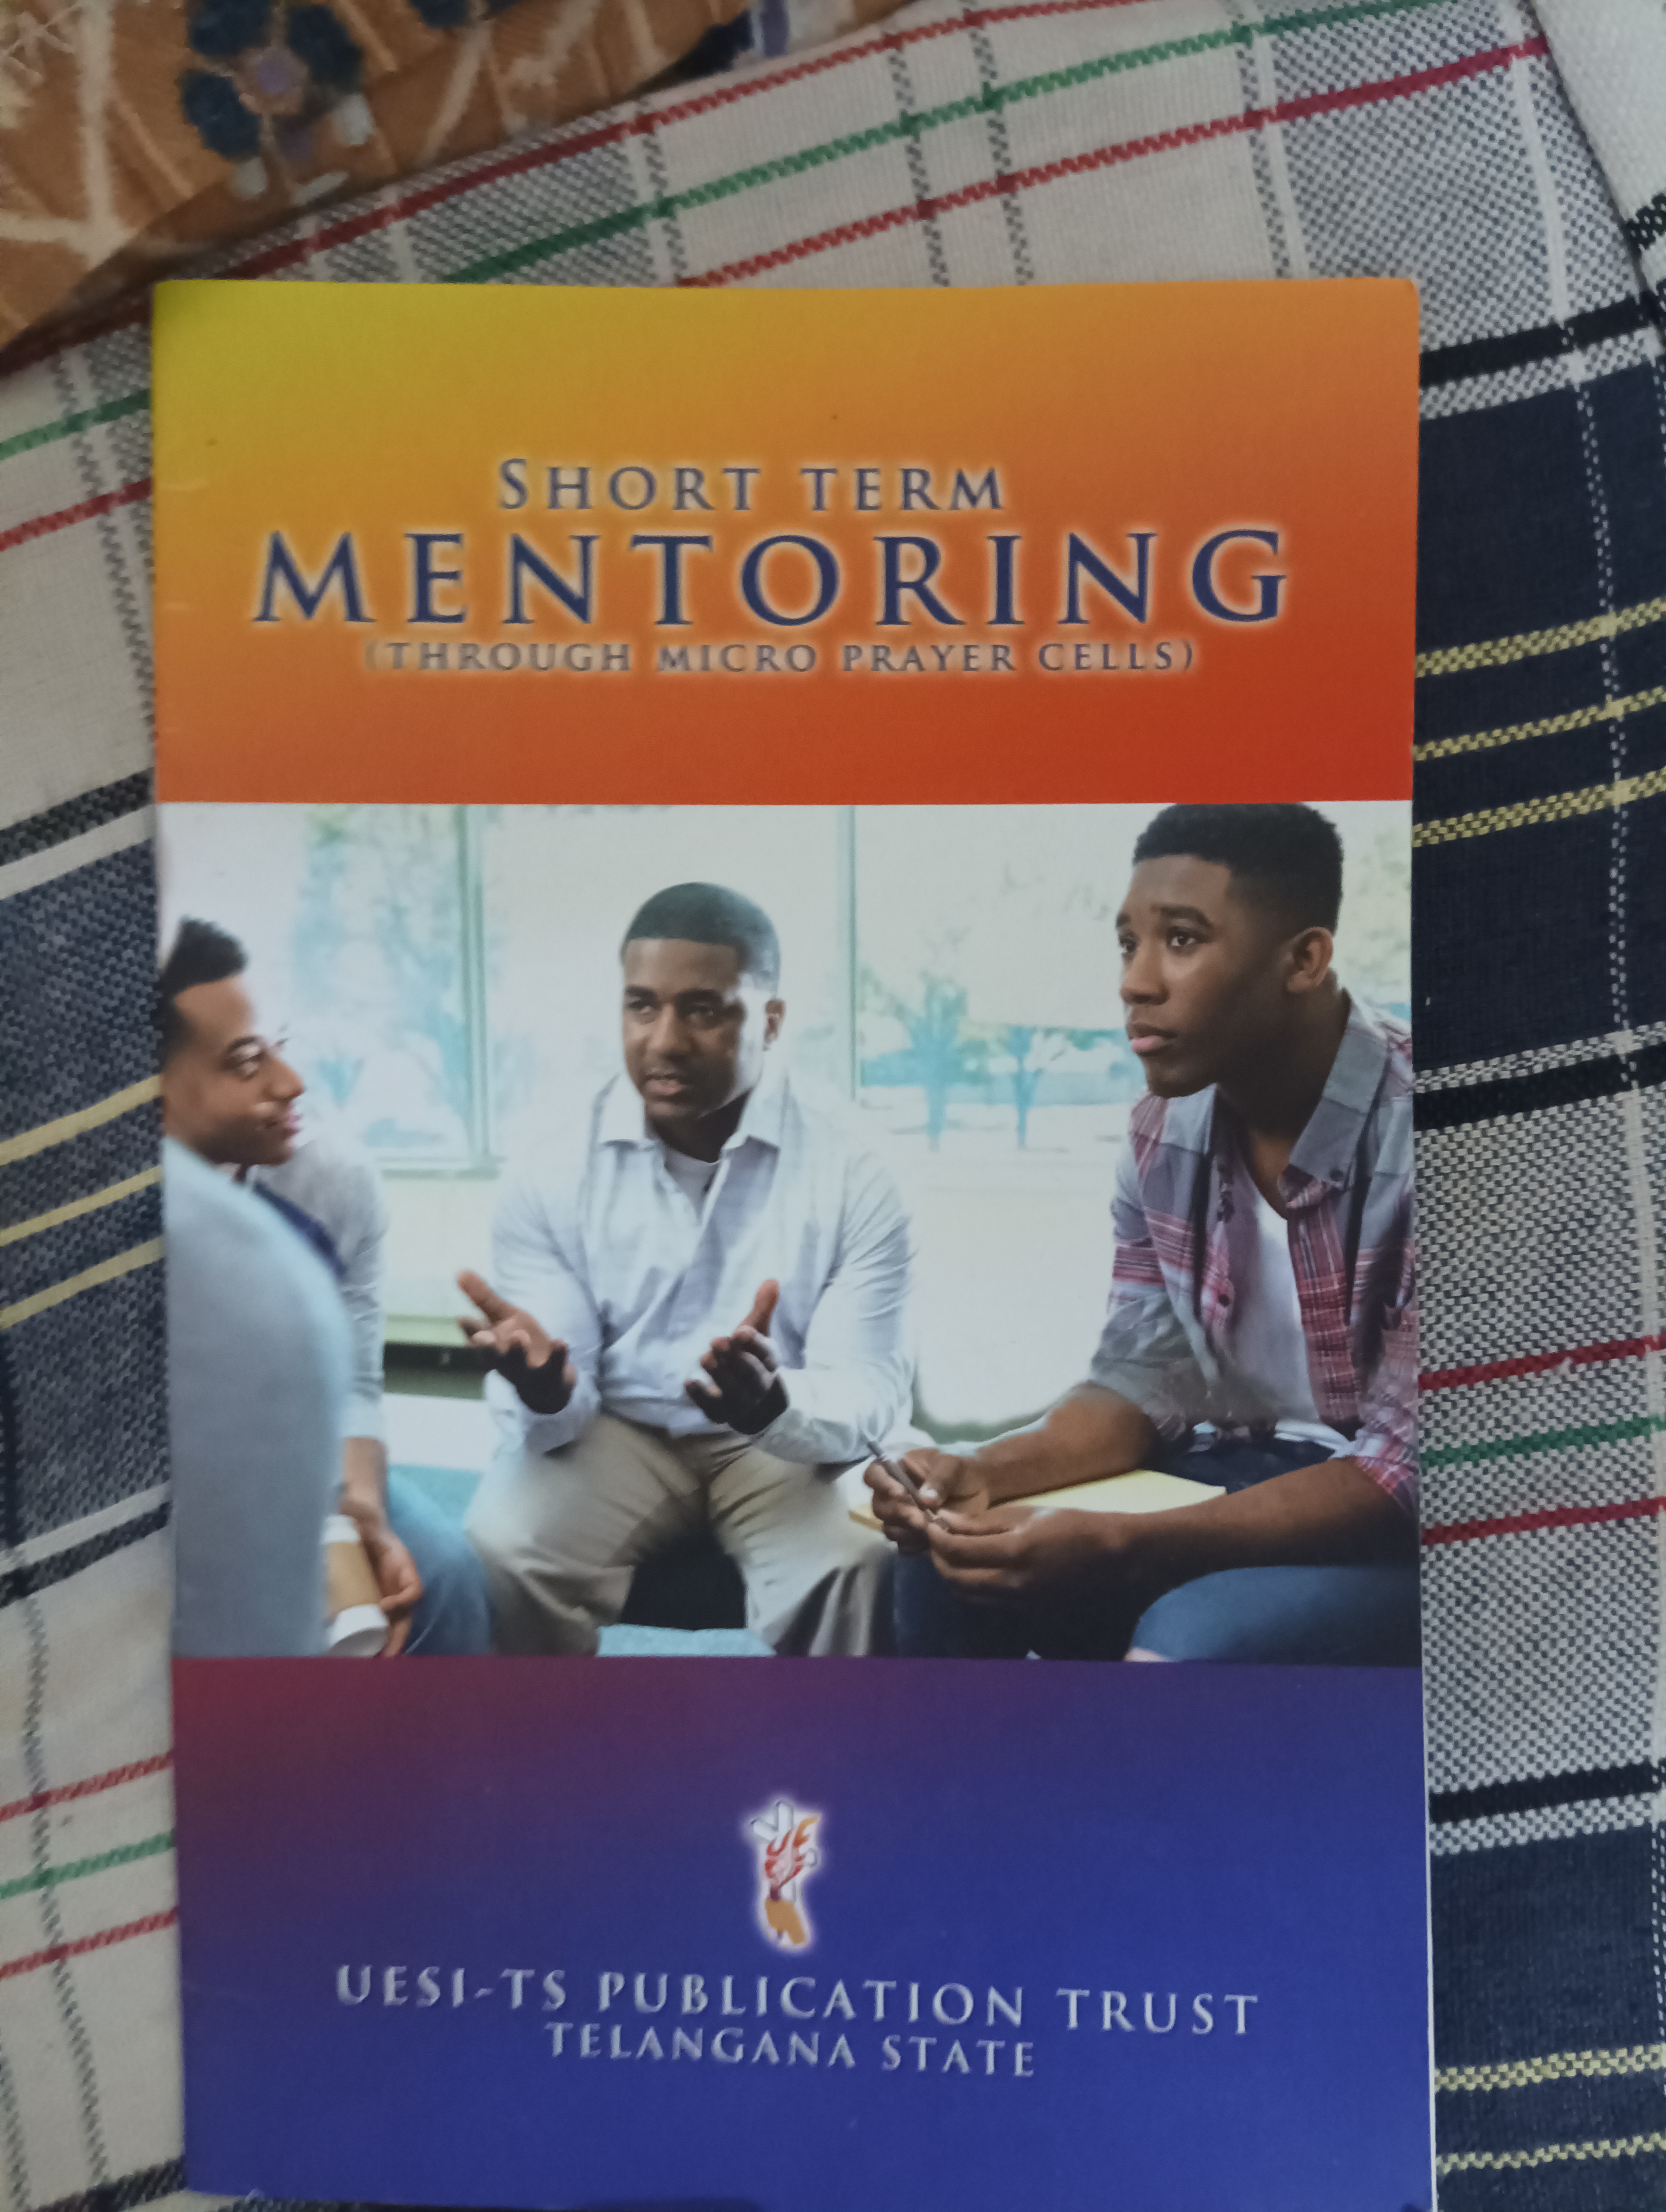 SHORT TERM
MENTORING
(THROUGH MICRO PRAYER CELLS)
UESI-TS PUBLICATION TRUST
TELANGANA STATE